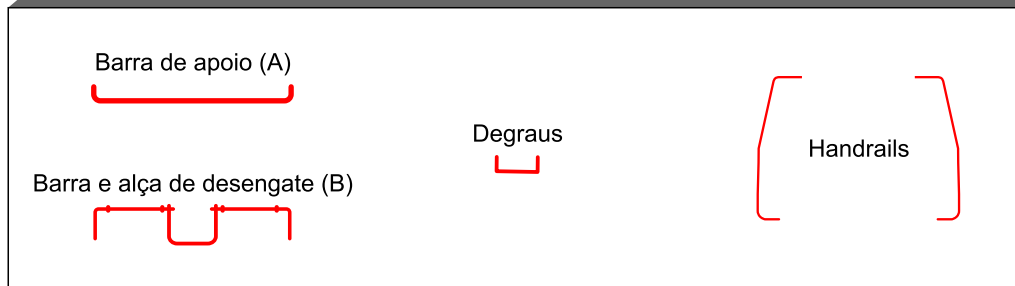 Barra de apoio (A)
Degraus
Handrails
Barra e alça de desengate (B)